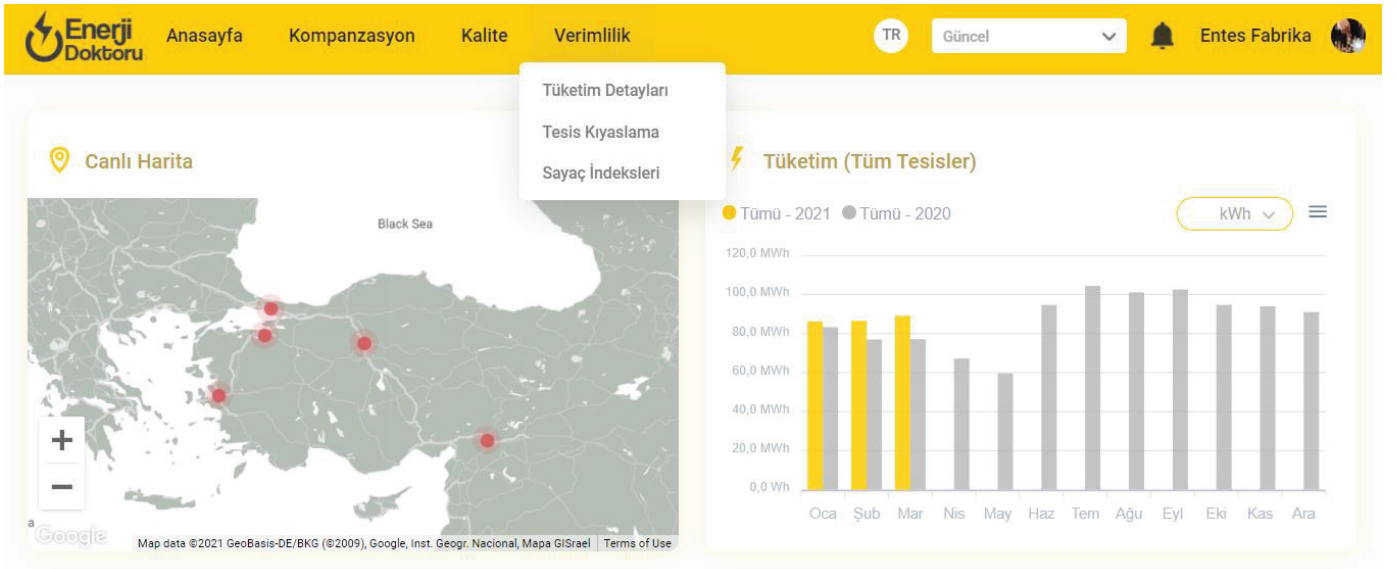 Enerji
Doktoru
Anasayfa
Kompanzasyon
Kalite
Verimlilik
TR
Güncel
Entes Fabrika
Tüketim Detayları
Tesis Kıyaslama
Sayaç İndeksleri
Canlı Harita
Black Sea
+
−
a
Google
Map data ©2021 GeoBasis-DE/BKG (©2009), Google, Inst. Geogr. Nacional, Mapa GISrael
Terms of Use
Tüketim (Tüm Tesisler)
Tümü - 2021
Tümü - 2020
kWh
120,0 MWh
100,0 MWh
80,0 MWh
60,0 MWh
40,0 MWh
20,0 MWh
0,0 Wh
Oca Şub Mar Nis May Haz Tem Ağu Eyl Eki Kas Ara